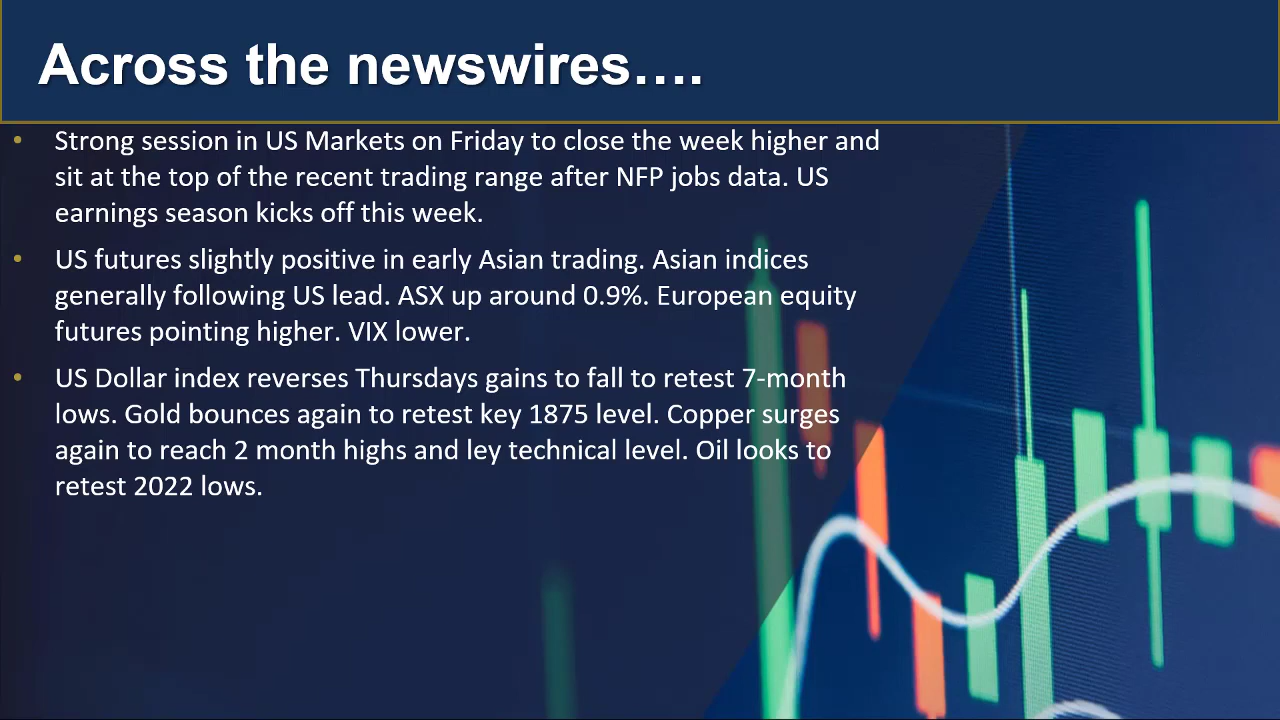 Across the newswires….
• Strong session in US Markets on Friday to close the week higher and
sit at the top of the recent trading range after NFP jobs data. US
earnings season kicks off this week.
• US futures slightly positive in early Asian trading. Asian indices
generally following US lead. ASX up around 0.9%. European equity
futures pointing higher. VIX lower.
• US Dollar index reverses Thursdays gains to fall to retest 7-month
lows. Gold bounces again to retest key 1875 level. Copper surges
again to reach 2 month highs and ley technical level. Oil looks to
retest 2022 lows.